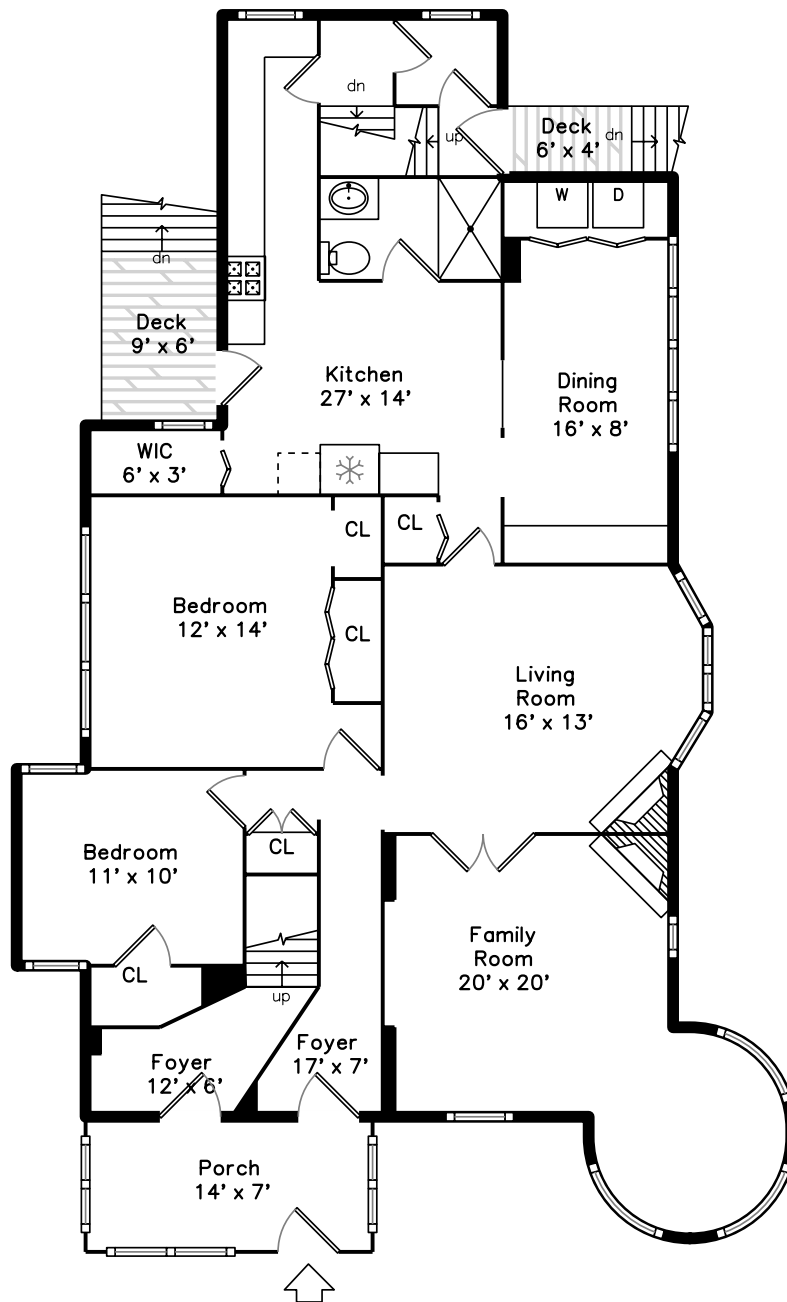 dn
up
Deck
6' x 4'
dn
W
D
dn
Deck
9' x 6'
Kitchen
27' x 14'
Dining
Room
16' x 8'
WIC
6' x 3'
CL
CL
Bedroom
12' x 14'
CL
Living
Room
16' x 13'
CL
Bedroom
11' x 10'
Family
Room
20' x 20'
CL
up
Foyer
12' x 6'
Foyer
17' x 7'
Porch
14' x 7'